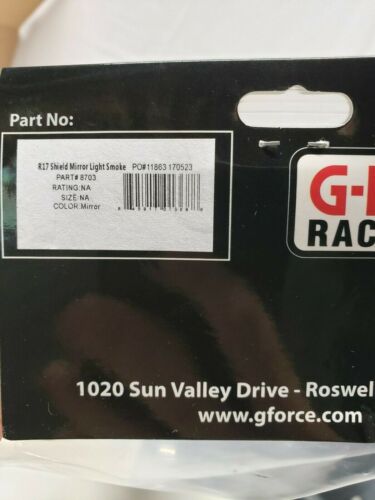 Part No:
R17 Shield Mirror Light Smoke PO#11863 170523
PART# 8703
RATING:NA
SIZE:NA
COLOR:Mirror
G-
RAC
1020 Sun Valley Drive - Roswel
www.gforce.com